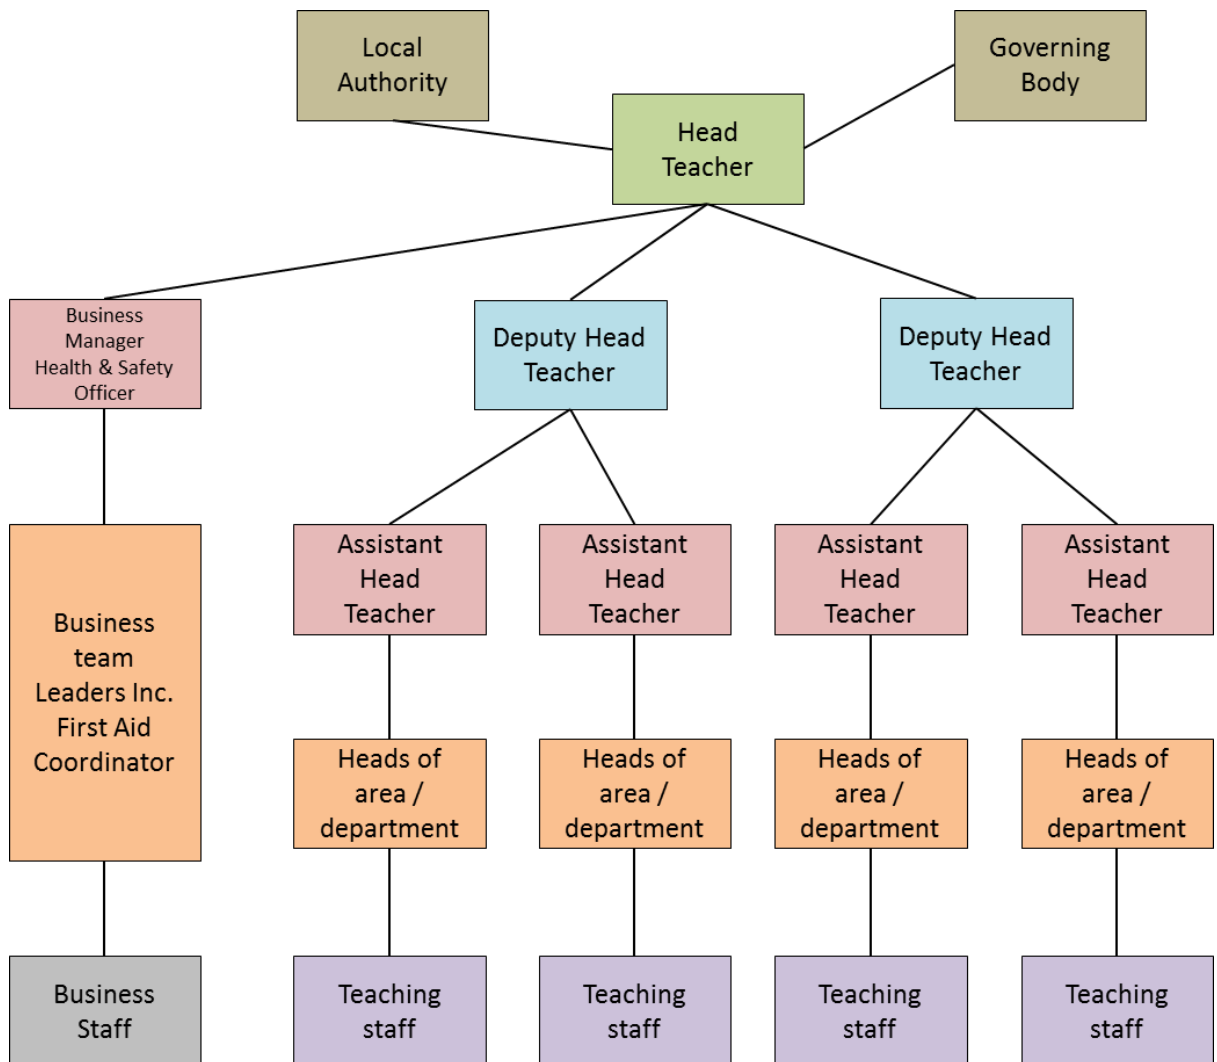 Local
Authority
Governing
Body
Head
Teacher
Business
Manager
Health & Safety
Officer
Deputy Head
Teacher
Deputy Head
Teacher
Business
team
Leaders Inc.
First Aid
Coordinator
Assistant
Head
Teacher
Assistant
Head
Teacher
Assistant
Head
Teacher
Assistant
Head
Teacher
Heads of
area /
department
Heads of
area /
department
Heads of
area /
department
Heads of
area /
department
Business
Staff
Teaching
staff
Teaching
staff
Teaching
staff
Teaching
staff